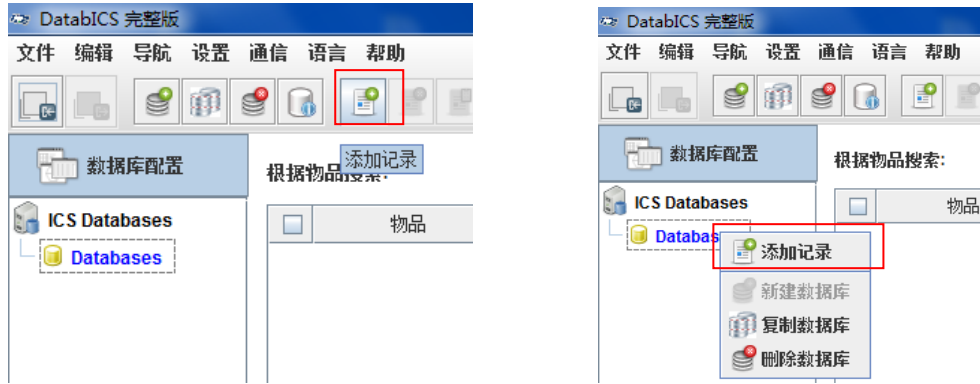 DatabICS 完整版
文件 编辑 导航 设置 通信 语言 帮助
添加记录
数据库配置
根据物品搜索:
ICS Databases
物品
Databases
DatabICS 完整版
文件 编辑 导航 设置 通信 语言 帮助
数据库配置
根据物品搜索:
ICS Databases
物品
Databas
添加记录
新建数据库
复制数据库
删除数据库